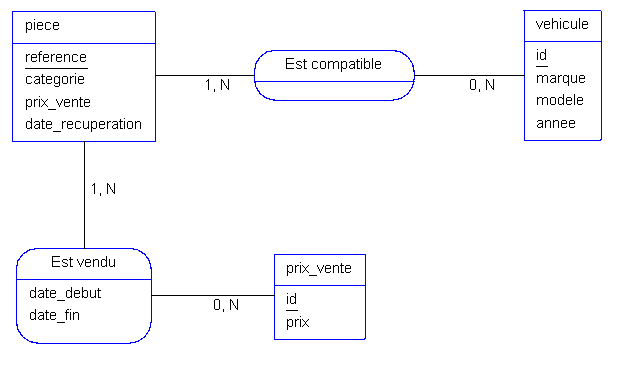 piece
reference
categorie
prix_vente
date_recuperation
1, N
Est compatible
0, N
vehicule
id
marque
modele
annee
1, N
Est vendu
date_debut
date_fin
0, N
prix_vente
id
prix